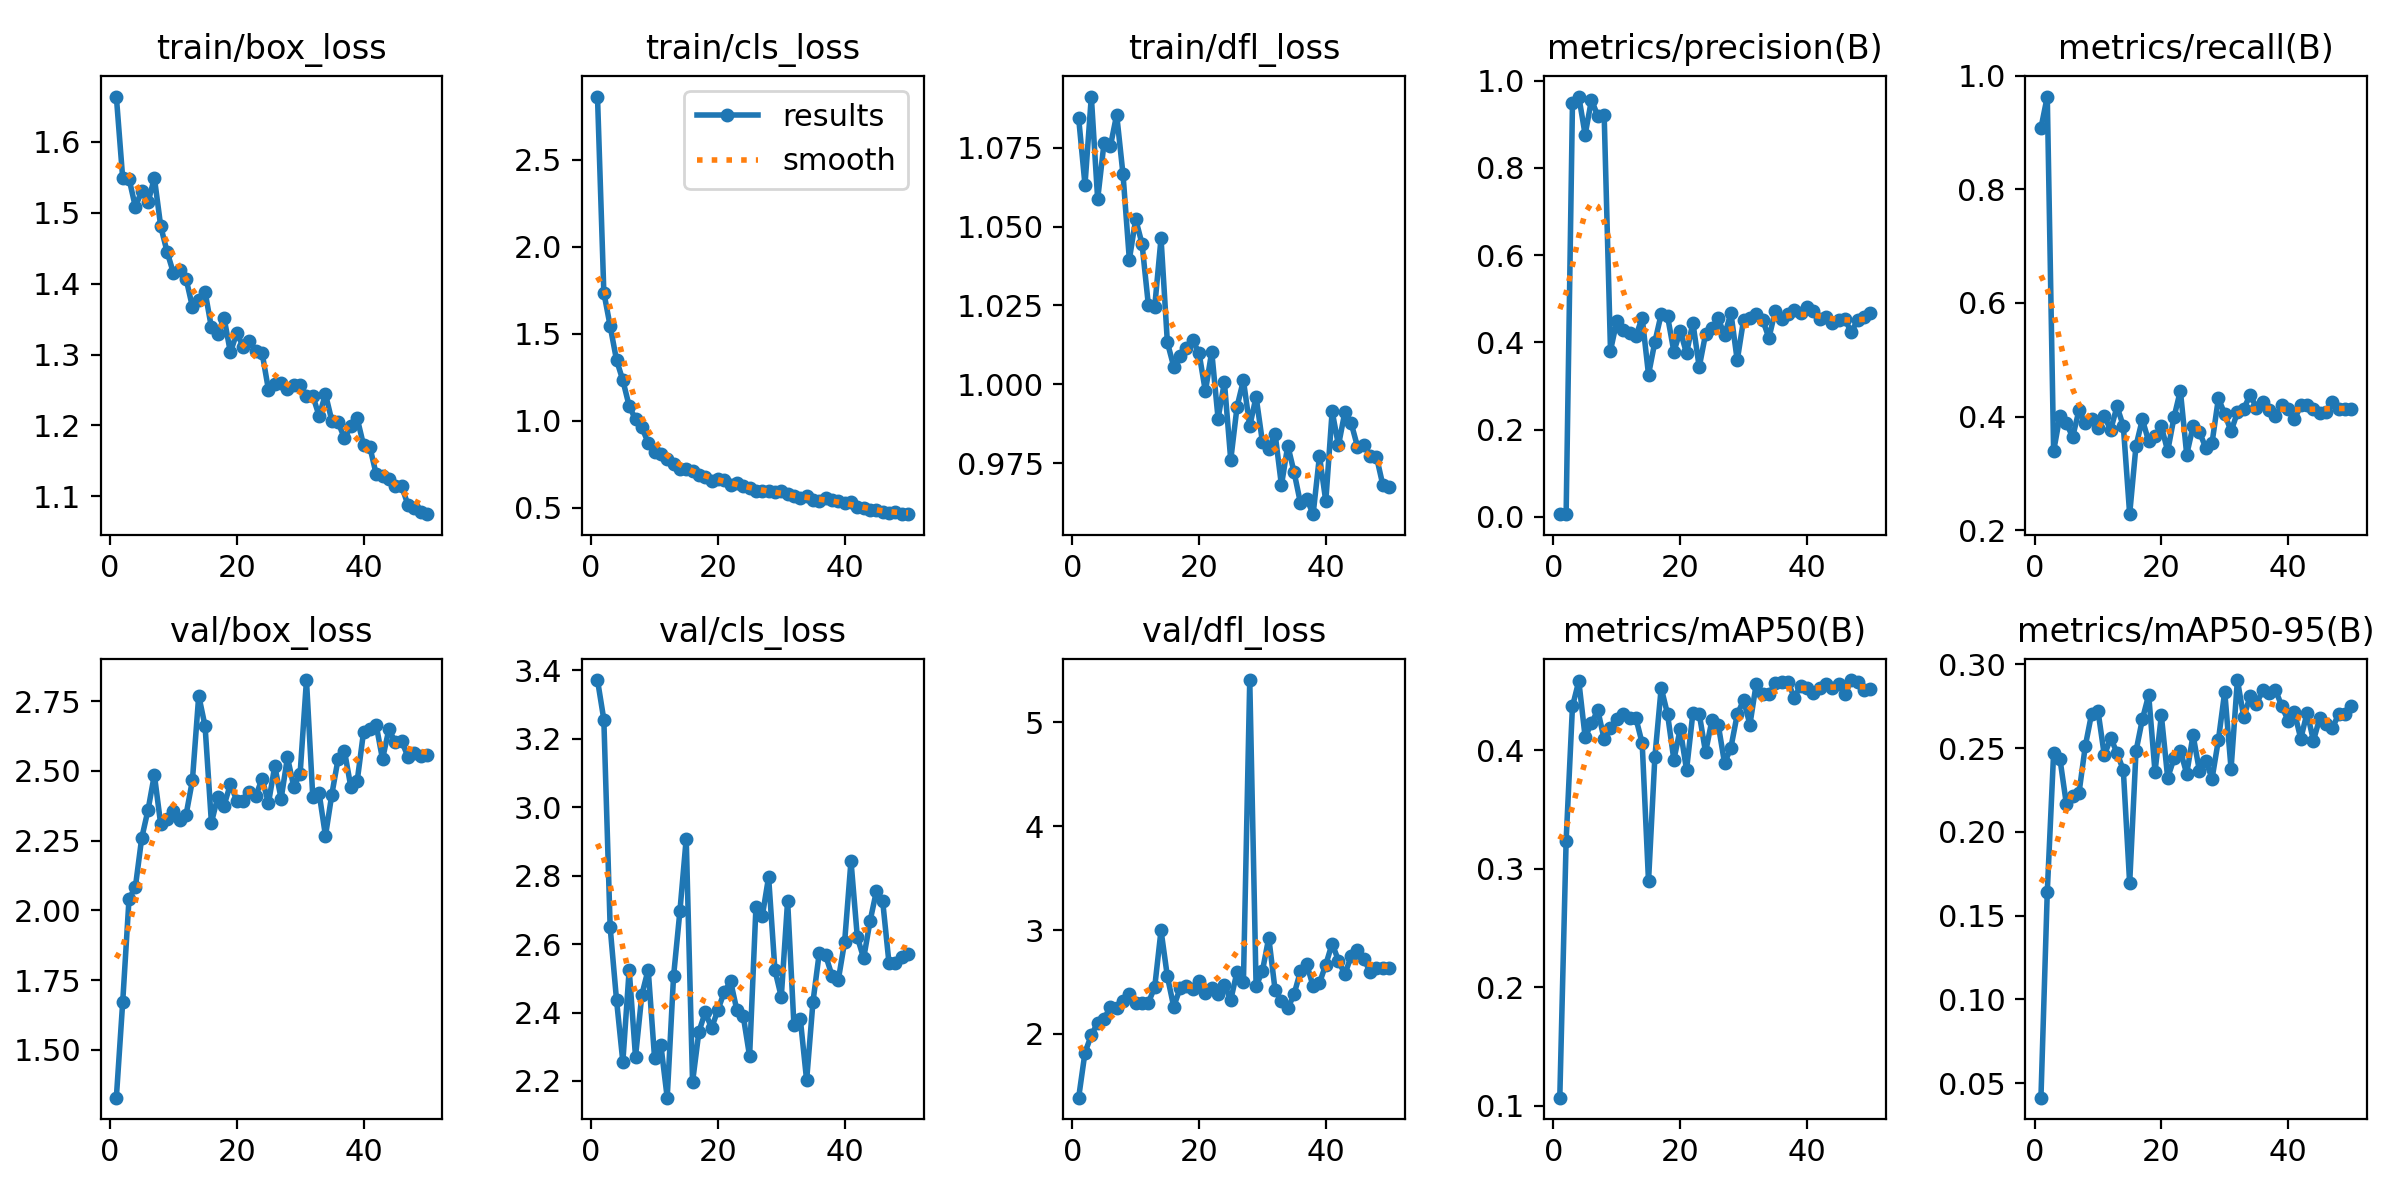 train/box_loss
1.6
1.5
1.4
1.3
1.2
1.1
0 20 40
train/cls_loss
results
smooth
2.5
2.0
1.5
1.0
0.5
0 20 40
train/dfl_loss
1.075
1.050
1.025
1.000
0.975
0 20 40
metrics/precision(B)
1.0
0.8
0.6
0.4
0.2
0.0
0 20 40
metrics/recall(B)
1.0
0.8
0.6
0.4
0.2
0 20 40
val/box_loss
2.75
2.50
2.25
2.00
1.75
1.50
0 20 40
val/cls_loss
3.4
3.2
3.0
2.8
2.6
2.4
2.2
0 20 40
val/dfl_loss
5
4
3
2
0 20 40
metrics/mAP50(B)
0.4
0.3
0.2
0.1
0 20 40
metrics/mAP50-95(B)
0.30
0.25
0.20
0.15
0.10
0.05
0 20 40